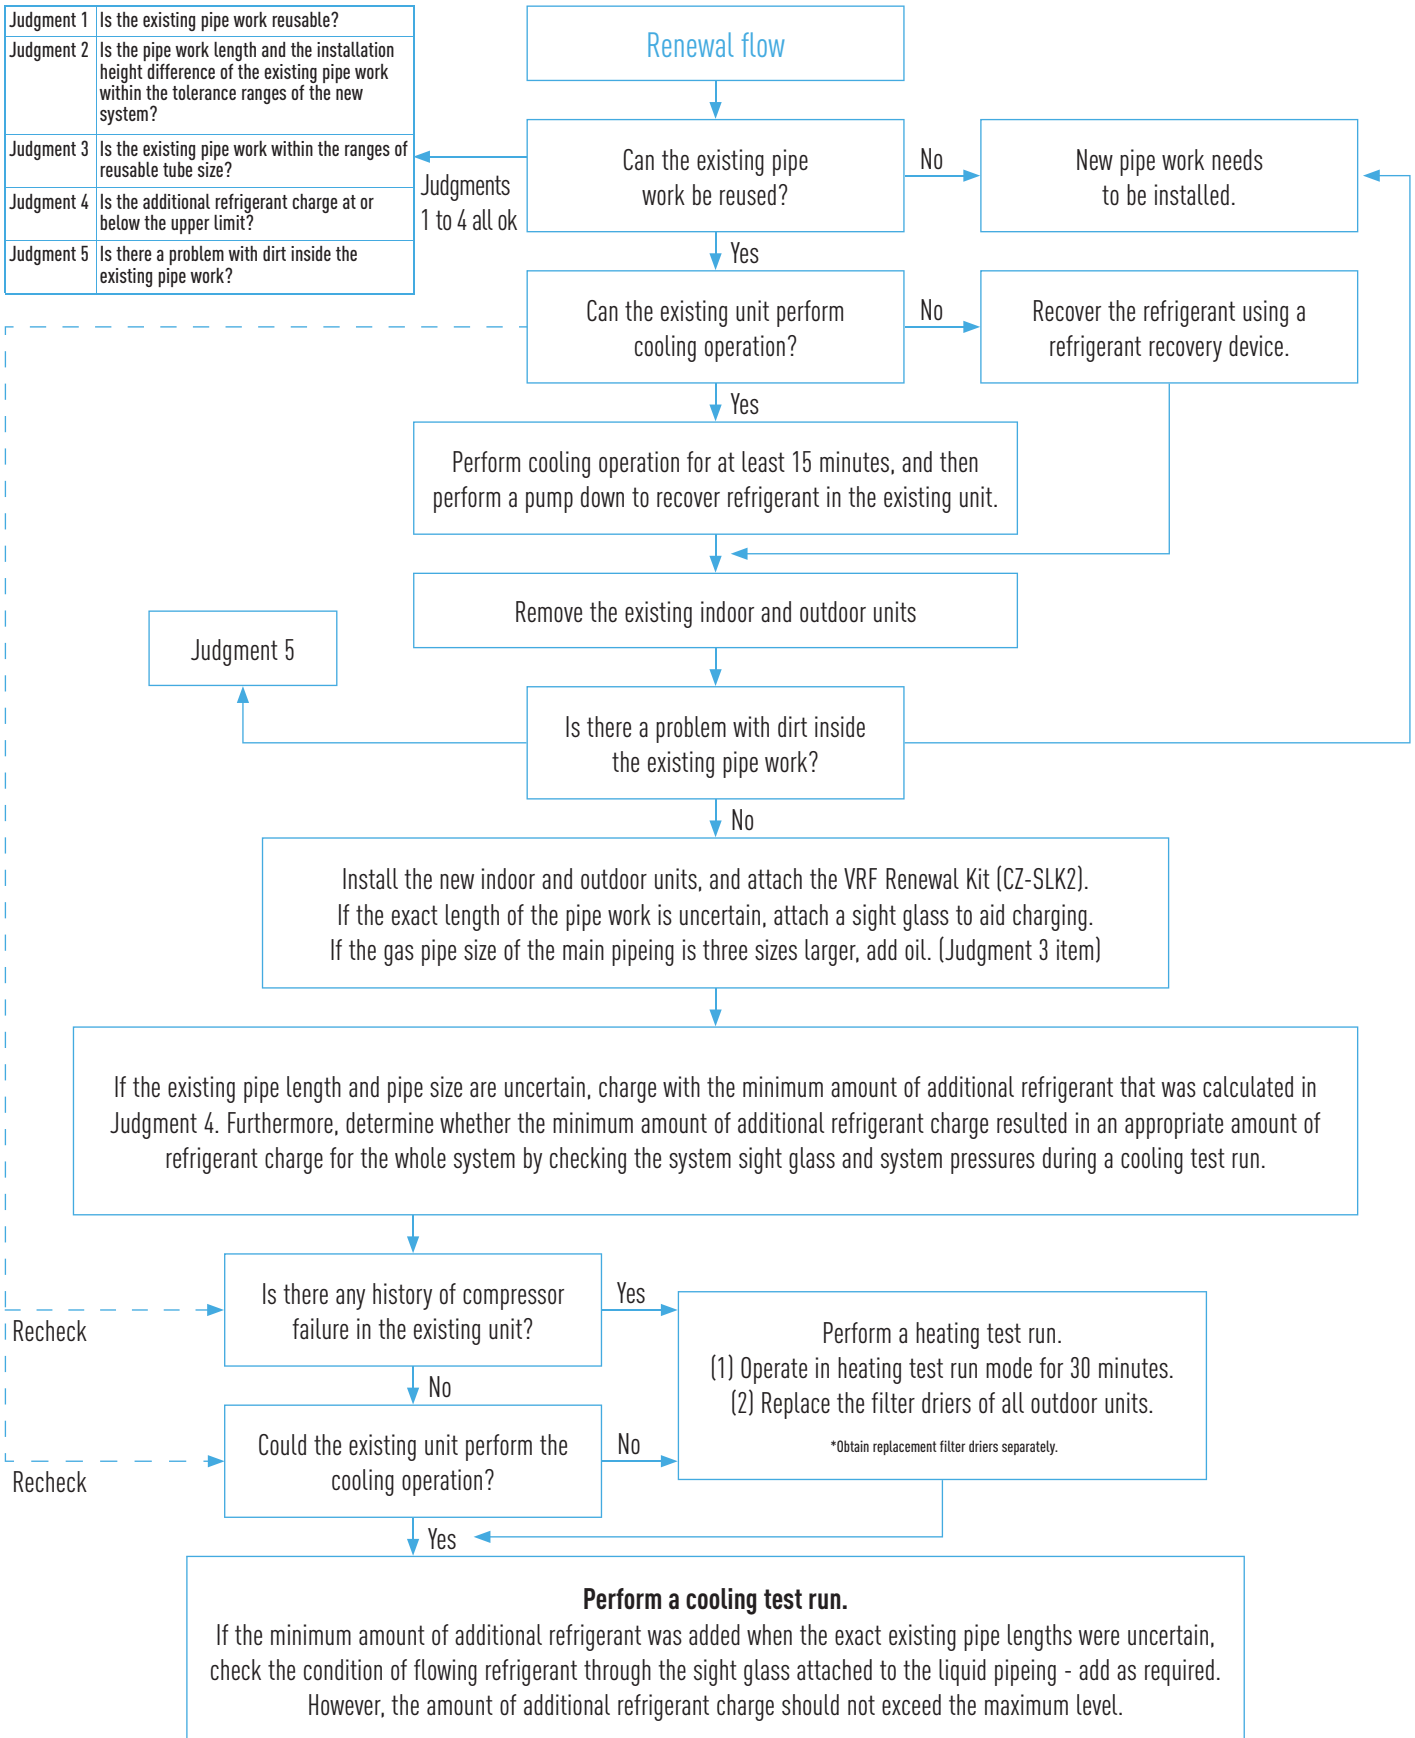 Judgment 1 Is the existing pipe work reusable?
Judgment 2 Is the pipe work length and the installation
height difference of the existing pipe work
within the tolerance ranges of the new
system?
Judgment 3 Is the existing pipe work within the ranges of
reusable tube size?
Judgment 4 Is the additional refrigerant charge at or
below the upper limit?
Judgment 5 Is there a problem with dirt inside the
existing pipe work?
Renewal flow
Can the existing pipe
work be reused?
No
New pipe work needs
to be installed.
Judgments
1 to 4 all ok
Yes
Can the existing unit perform
cooling operation?
No
Recover the refrigerant using a
refrigerant recovery device.
Yes
Perform cooling operation for at least 15 minutes, and then
perform a pump down to recover refrigerant in the existing unit.
Remove the existing indoor and outdoor units
Judgment 5
Is there a problem with dirt inside
the existing pipe work?
No
Install the new indoor and outdoor units, and attach the VRF Renewal Kit (CZ-SLK2).
If the exact length of the pipe work is uncertain, attach a sight glass to aid charging.
If the gas pipe size of the main pipeing is three sizes larger, add oil. (Judgment 3 item)
If the existing pipe length and pipe size are uncertain, charge with the minimum amount of additional refrigerant that was calculated in
Judgment 4. Furthermore, determine whether the minimum amount of additional refrigerant charge resulted in an appropriate amount of
refrigerant charge for the whole system by checking the system sight glass and system pressures during a cooling test run.
Is there any history of compressor
failure in the existing unit?
Yes
Recheck
Perform a heating test run.
(1) Operate in heating test run mode for 30 minutes.
(2) Replace the filter driers of all outdoor units.
*Obtain replacement filter driers separately.
No
Could the existing unit perform the
cooling operation?
No
Recheck
Yes
Perform a cooling test run.
If the minimum amount of additional refrigerant was added when the exact existing pipe lengths were uncertain,
check the condition of flowing refrigerant through the sight glass attached to the liquid pipeing - add as required.
However, the amount of additional refrigerant charge should not exceed the maximum level.